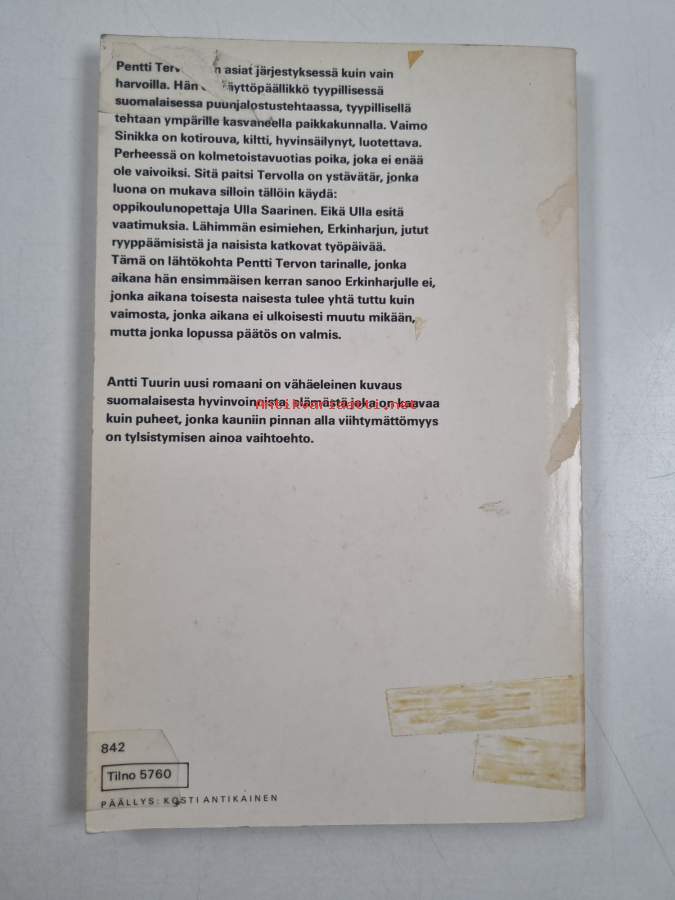 Pentti Ter asiat järjestyksessä kuin vain
harvoilla. Hän äyttöpäällikkö tyypillisessä
suomalaisessa puunjalostustehtaassa, tyypillisellä
tehtaan ympärille kasvaneella paikkakunnalla. Vaimo
Sinikka on kotirouva, kiltti, hyvinsäilynyt, luotettava.
Perheessä on kolmetoistavuotias poika, joka ei enää
ole vaivoiksi. Sitä paitsi Tervolla on ystävätär, jonka
luona on mukava silloin tällöin käydä:
oppikoulunopettaja Ulla Saarinen. Eikä Ulla esitä
vaatimuksia. Lähimmän esimiehen, Erkinharjun, jutut
ryyppäämisistä ja naisista katkovat työpäivää.
Tämä on lähtökohta Pentti Tervon tarinalle, jonka
aikana hän ensimmäisen kerran sanoo Erkinharjulle ei,
jonka aikana toisesta naisesta tulee yhtä tuttu kuin
vaimosta, jonka aikana ei ulkoisesti muutu mikään,
mutta jonka lopussa päätös on valmis.
Antti Tuurin uusi romaani on vähäeleinen kuvaus
suomalaisesta hyvinvoinnista, elämästä joka on kaavaa
Antikvariaatti.net
kuin puheet, jonka kauniin pinnan alla viihtymättömyys
on tylsistymisen ainoa vaihtoehto.
842
Tilno 5760
PÄÄLLYS: KOSTI ANTIKAINEN